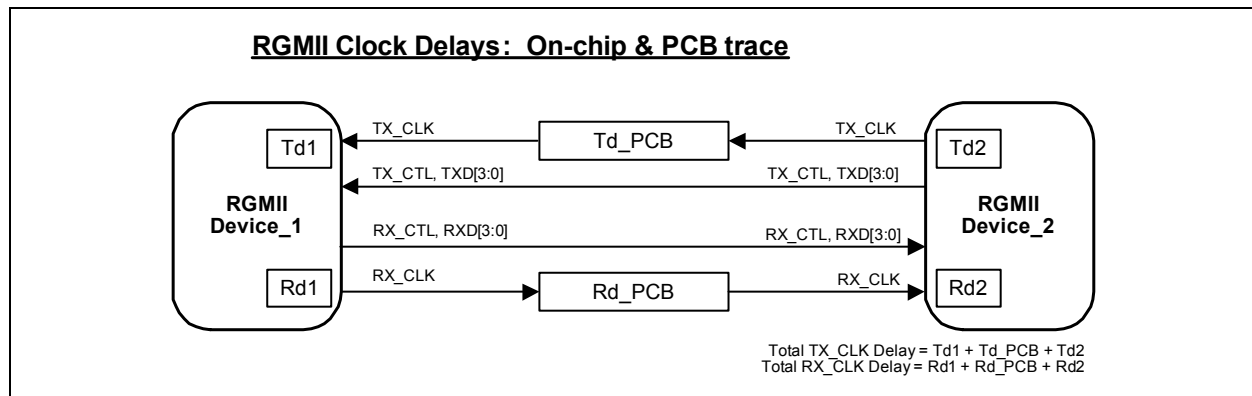 RGMII Clock Delays: On-chip & PCB trace
TX_CLK
Td_PCB
TX_CLK
Td1
Td2
TX_CTL, TXD[3:0]
TX_CTL, TXD[3:0]
RGMII
Device_1
RGMII
Device_2
RX_CTL, RXD[3:0]
RX_CTL, RXD[3:0]
Rd1
RX_CLK
Rd_PCB
RX_CLK
Rd2
Total TX_CLK Delay = Td1 + Td_PCB + Td2
Total RX_CLK Delay = Rd1 + Rd_PCB + Rd2